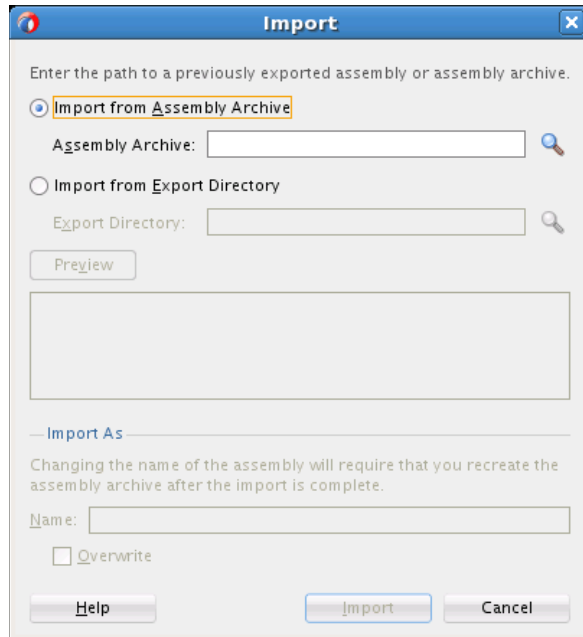 Import
Enter the path to a previously exported assembly or assembly archive.
Import from Assembly Archive
Assembly Archive:
Import from Export Directory
Export Directory:
Preview
Import As
Changing the name of the assembly will require that you recreate the
assembly archive after the import is complete.
Name:
Overwrite
Help Import Cancel